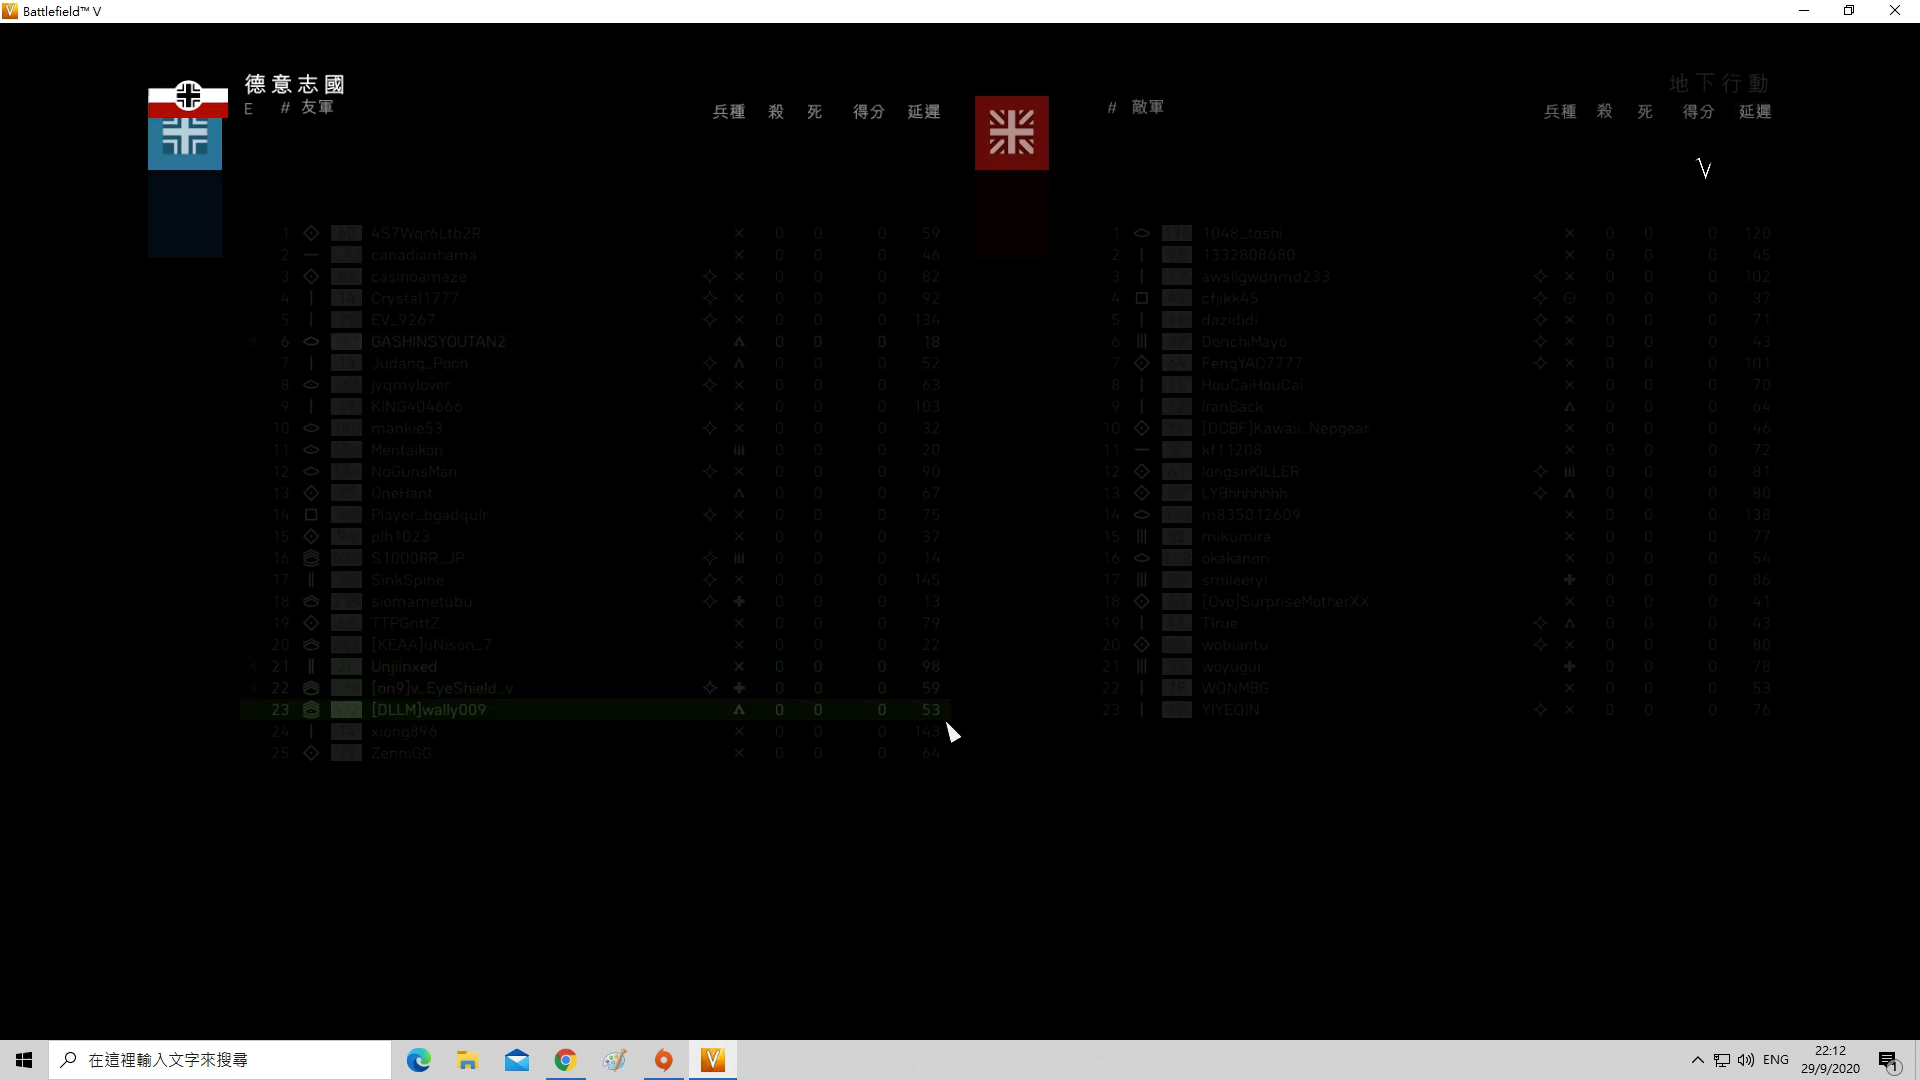 Battlefield™ V
德意志國
地下行動
E # 友軍 兵種 殺 死 得分 延遲
# 敵軍 兵種 殺 死 得分 延遲
1 4S7Wqr6Ltb2R 0 0 0 59
2 canadianhama 0 0 0 46
3 casinoamaze 0 0 0 82
4 Crystal1777 0 0 0 92
5 EV_9267 0 0 0 134
6 GASHINSYOUTAN2 0 0 0 18
7 Judang_Pooh 0 0 0 52
8 jyqmylover 0 0 0 63
9 KING404666 0 0 0 103
10 mankie53 0 0 0 32
11 Mentaikon 0 0 0 20
12 NoGunsMan 0 0 0 90
13 OneHant 0 0 0 67
14 Player_bgadqulr 0 0 0 75
15 plh1023 0 0 0 37
16 S1000RR_JP 0 0 0 14
17 SinkSpine 0 0 0 145
18 siomametubu 0 0 0 13
19 TTPGrittZ 0 0 0 79
20 [KEAA]uNison_7 0 0 0 22
21 Unjiinxed 0 0 0 98
22 [on9]v_EyeShield_v 0 0 0 59
23 [DLLM]wally009 0 0 0 53
24 xiong896 0 0 0 143
25 ZenniGG 0 0 0 64
1 1048_toshi 0 0 0 120
2 1332808680 0 0 0 45
3 awsllgwdnmd233 0 0 0 102
4 cfjikk45 0 0 0 37
5 dazididi 0 0 0 71
6 DonchiMayo 0 0 0 43
7 FengYAO7777 0 0 0 101
8 HouCaiHouCai 0 0 0 70
9 IranBack 0 0 0 64
10 [DCBF]Kawaii_Nepgear 0 0 0 46
11 kf11208 0 0 0 72
12 longsirKILLER 0 0 0 81
13 LYBhhhhhhh 0 0 0 80
14 m835012609 0 0 0 138
15 mikumira 0 0 0 77
16 okakanori 0 0 0 54
17 smileeryi 0 0 0 86
18 [Ovo]SurpriseMotherXX 0 0 0 41
19 TIrue 0 0 0 43
20 wobiantu 0 0 0 80
21 woyugui 0 0 0 78
22 WONMBG 0 0 0 53
23 YIYEQIN 0 0 0 76
在這裡輸入文字來搜尋
ENG
22:12
29/9/2020
1